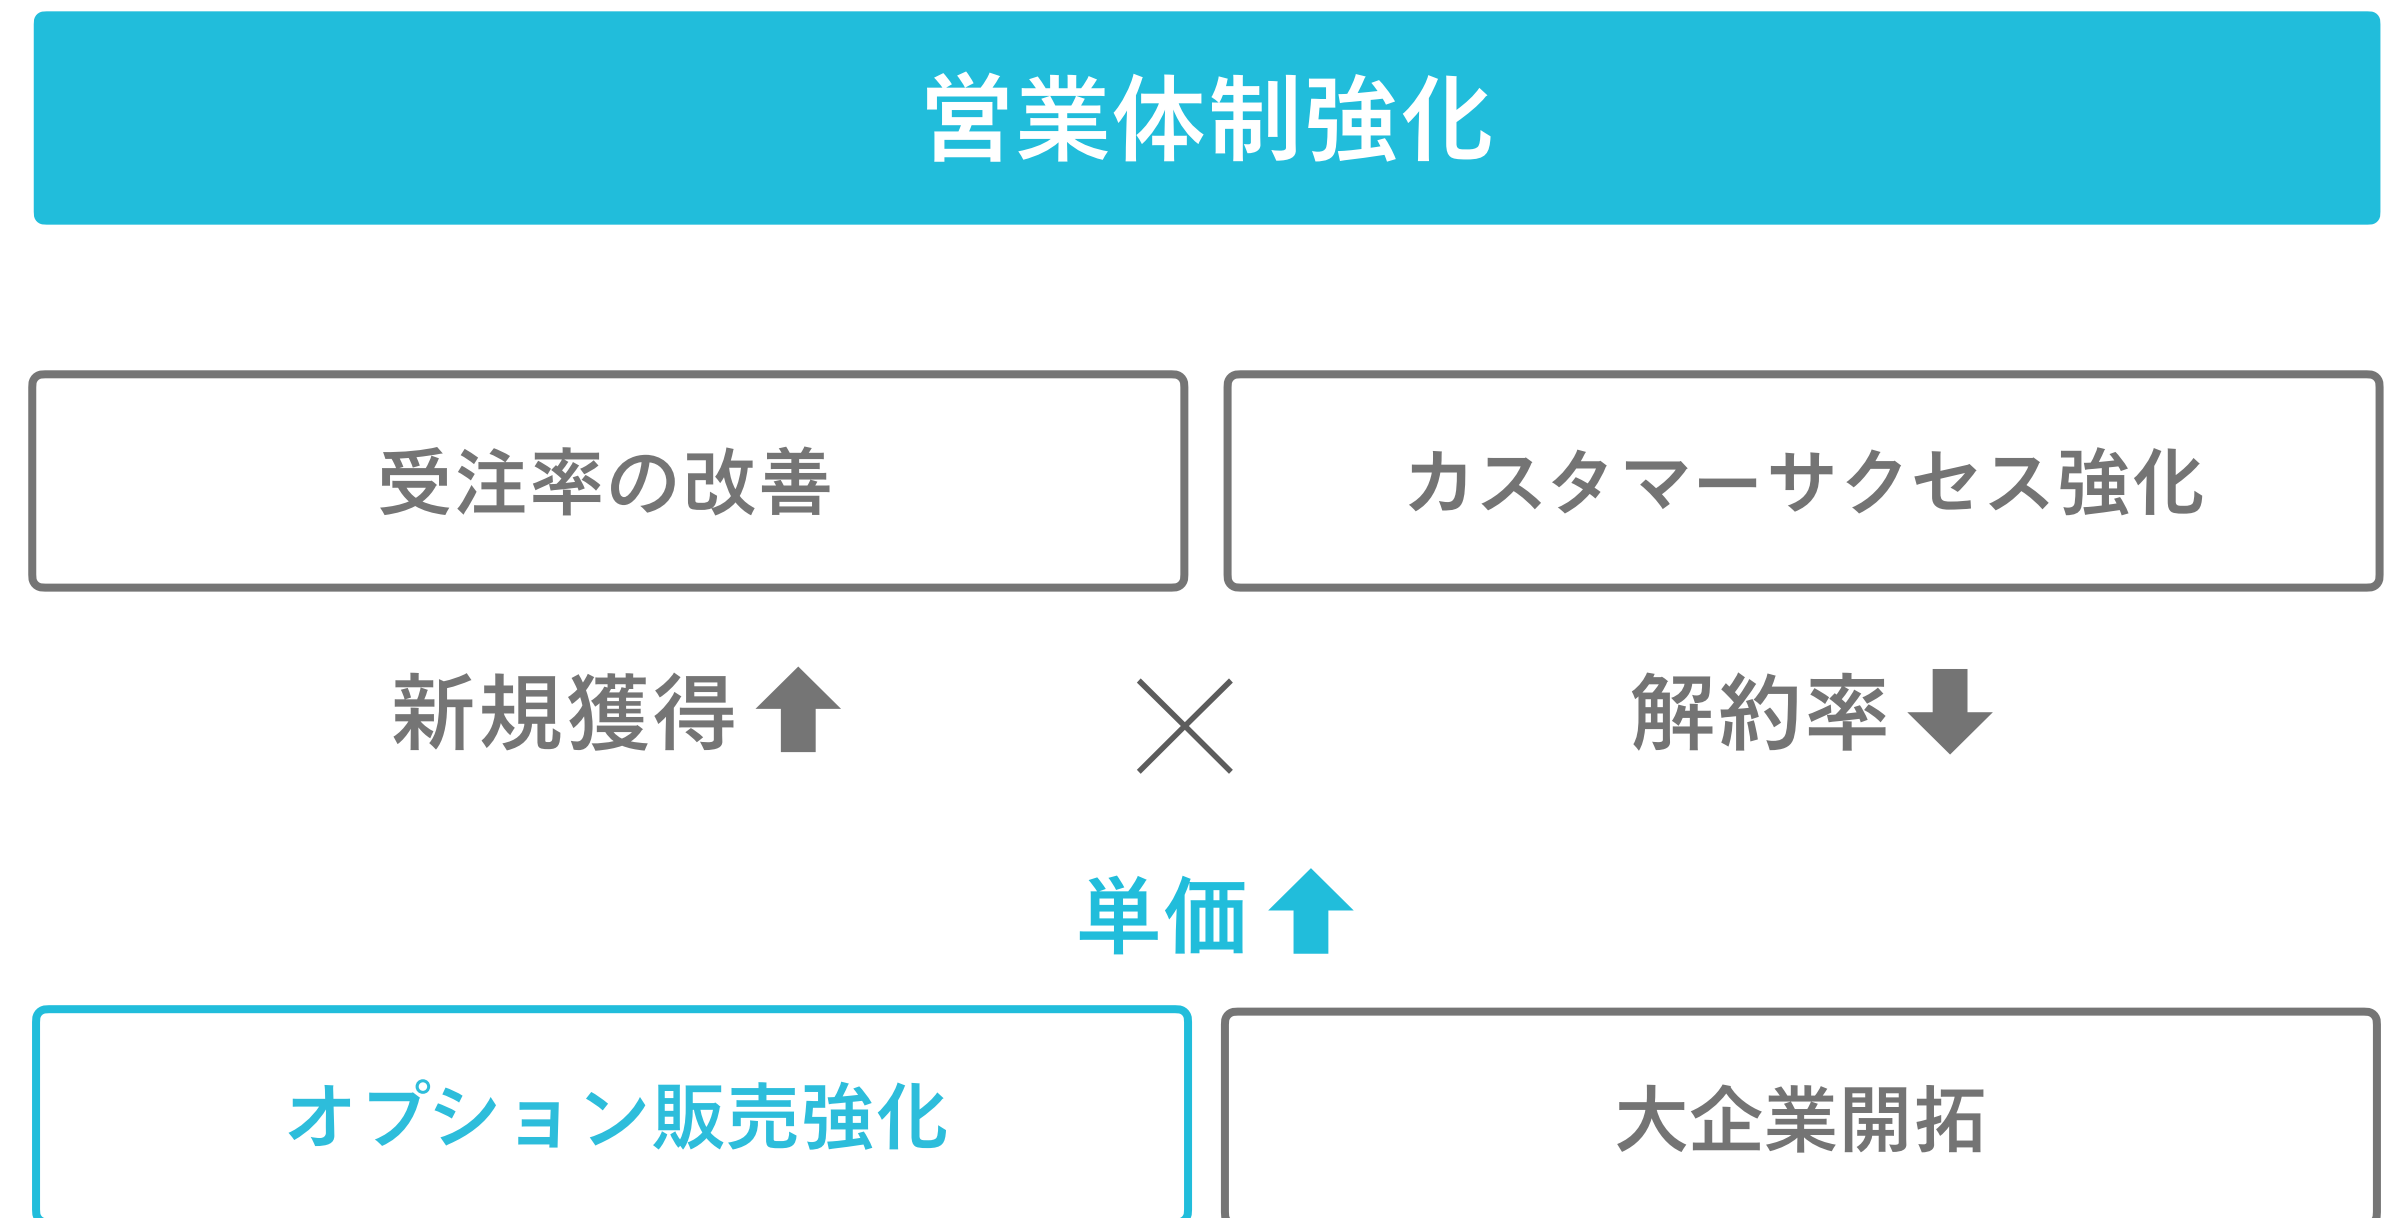 営業体制強化
受注率の改善
カスタマーサクセス強化
新規獲得
解約率
単価
オプション販売強化
大企業開拓